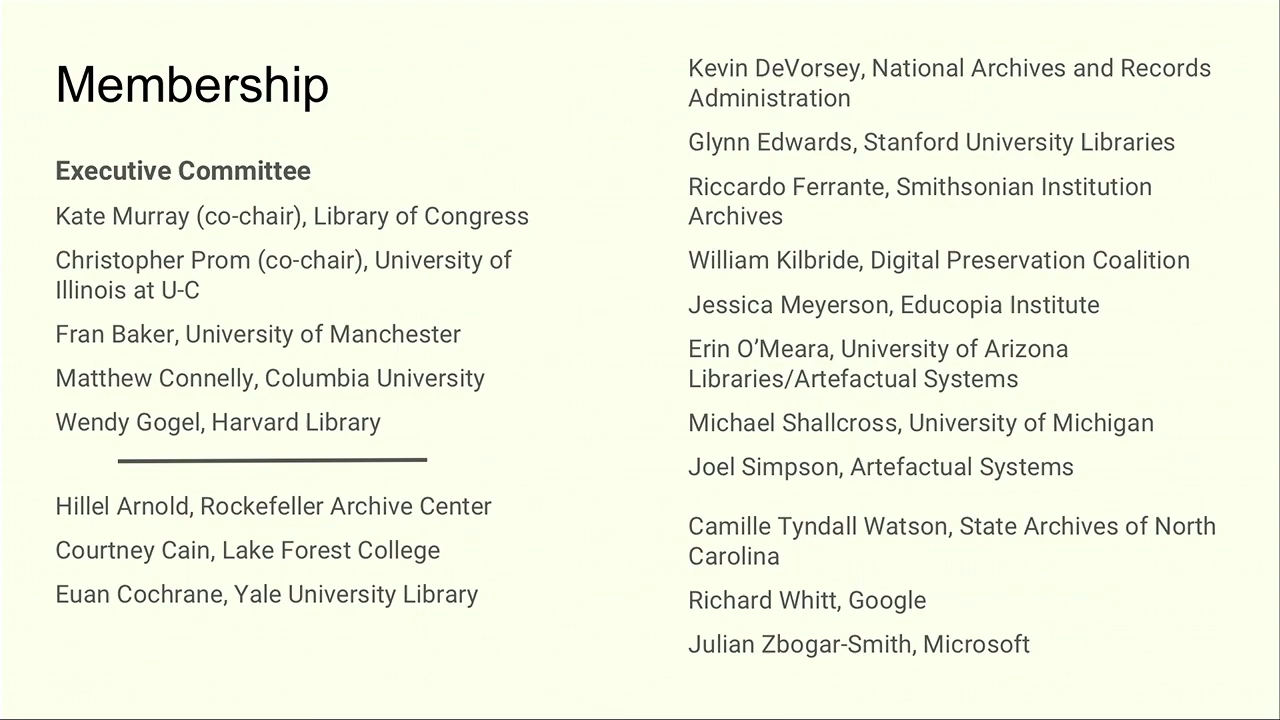 Membership
Executive Committee
Kate Murray (co-chair), Library of Congress
Christopher Prom (co-chair), University of
Illinois at U-C
Fran Baker, University of Manchester
Matthew Connelly, Columbia University
Wendy Gogel, Harvard Library
Hillel Arnold, Rockefeller Archive Center
Courtney Cain, Lake Forest College
Euan Cochrane, Yale University Library
Kevin DeVorsey, National Archives and Records
Administration
Glynn Edwards, Stanford University Libraries
Riccardo Ferrante, Smithsonian Institution
Archives
William Kilbride, Digital Preservation Coalition
Jessica Meyerson, Educopia Institute
Erin O’Meara, University of Arizona
Libraries/Artefactual Systems
Michael Shallcross, University of Michigan
Joel Simpson, Artefactual Systems
Camille Tyndall Watson, State Archives of North
Carolina
Richard Whitt, Google
Julian Zbogar-Smith, Microsoft